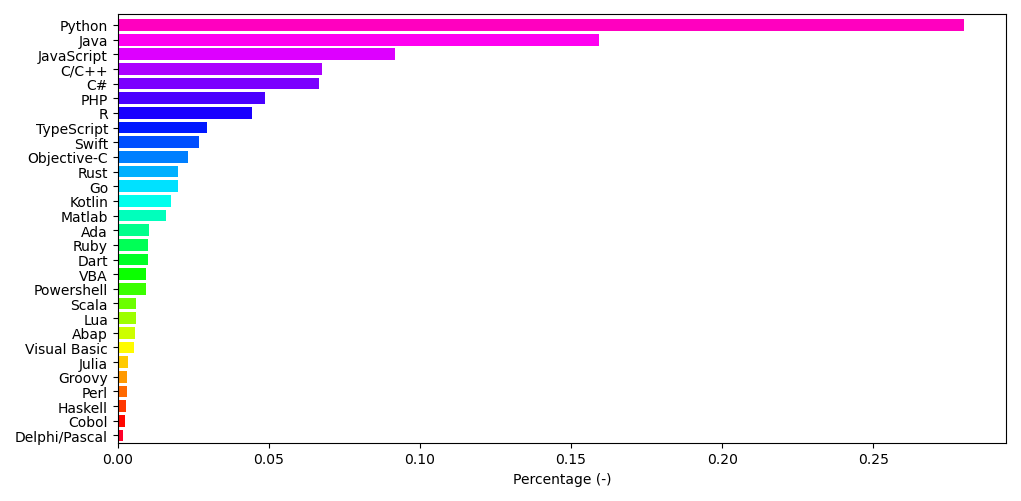 Python
Java
JavaScript
C/C++
C#
PHP
R
TypeScript
Swift
Objective-C
Rust
Go
Kotlin
Matlab
Ada
Ruby
Dart
VBA
Powershell
Scala
Lua
Abap
Visual Basic
Julia
Groovy
Perl
Haskell
Cobol
Delphi/Pascal
0.00 0.05 0.10 0.15 0.20 0.25
Percentage (-)